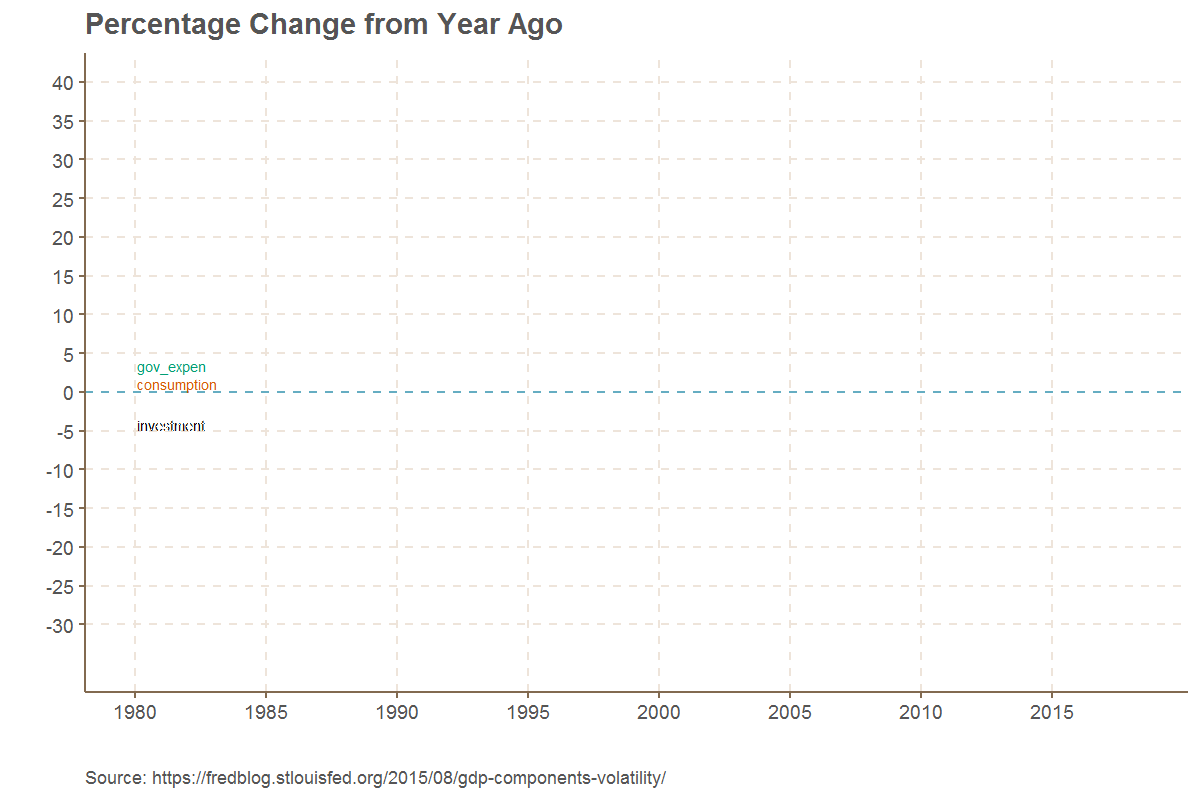 Percentage Change from Year Ago
40
35
30
25
20
15
10
5
gov_expen
consumption
0
investment
-5
-10
-15
-20
-25
-30
1980 1985 1990 1995 2000 2005 2010 2015
Source: https://fredblog.stlouisfed.org/2015/08/gdp-components-volatility/